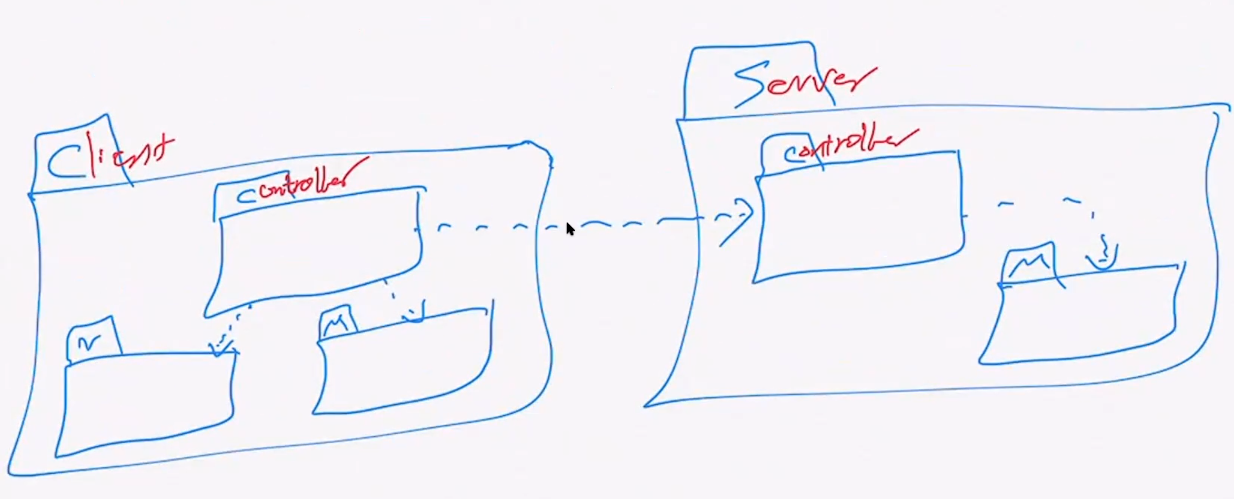 Client
controller
V
M
Server
controller
M